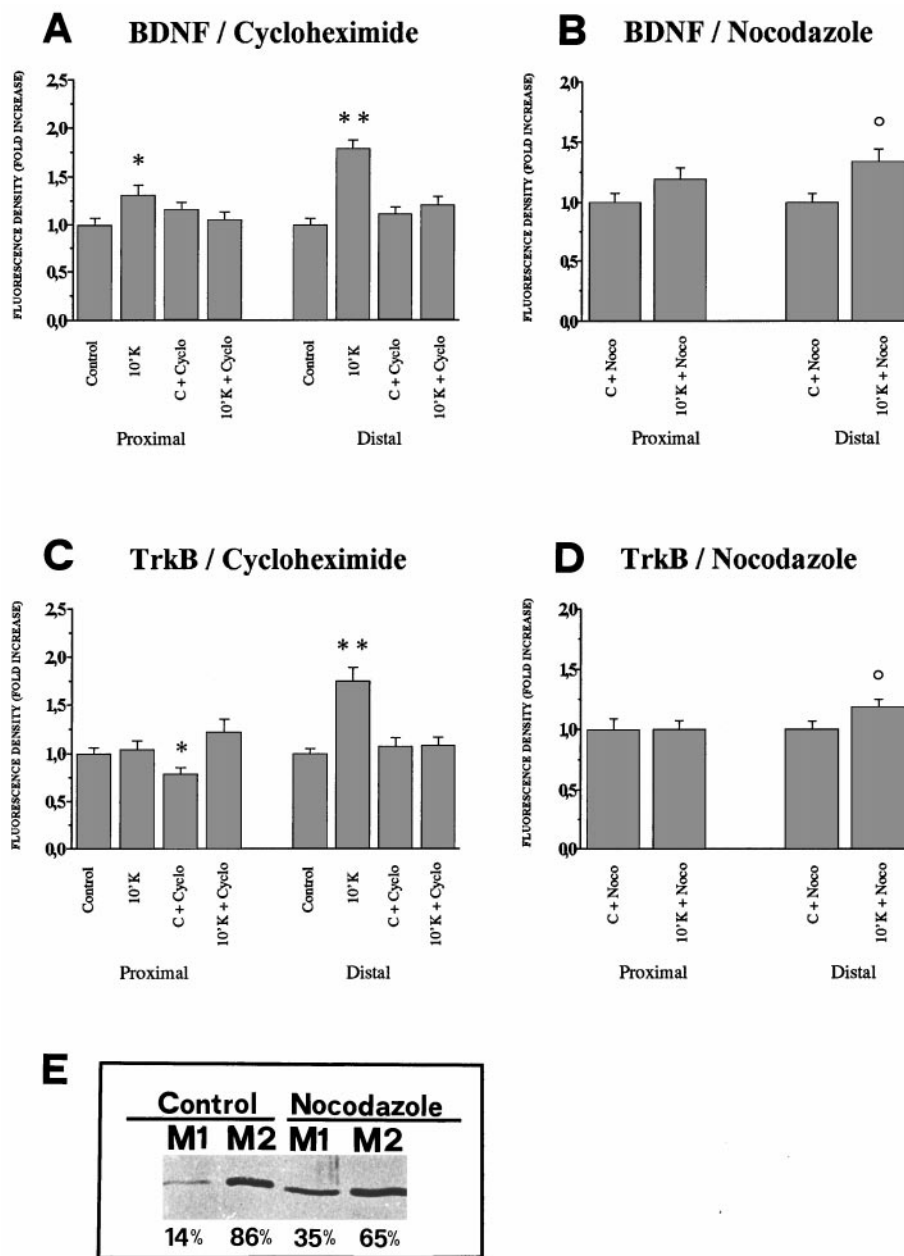 A BDNF / Cycloheximide
FLUORESCENCE DENSITY (FOLD INCREASE)
2,5
2,0
1,5
1,0
0,5
0,0
*
* *
Control
10'K
C + Cyclo
10'K + Cyclo
Control
10'K
C + Cyclo
10'K + Cyclo
Proximal
Distal
B BDNF / Nocodazole
FLUORESCENCE DENSITY (FOLD INCREASE)
2,0
1,5
1,0
0,5
0,0
°
C + Noco
10'K + Noco
C + Noco
10'K + Noco
Proximal
Distal
C TrkB / Cycloheximide
FLUORESCENCE DENSITY (FOLD INCREASE)
2,5
2,0
1,5
1,0
0,5
0,0
*
* *
Control
10'K
C + Cyclo
10'K + Cyclo
Control
10'K
C + Cyclo
10'K + Cyclo
Proximal
Distal
D TrkB / Nocodazole
FLUORESCENCE DENSITY (FOLD INCREASE)
2,0
1,5
1,0
0,5
0,0
°
C + Noco
10'K + Noco
C + Noco
10'K + Noco
Proximal
Distal
E
Control Nocodazole
M1 M2 M1 M2
14% 86% 35% 65%